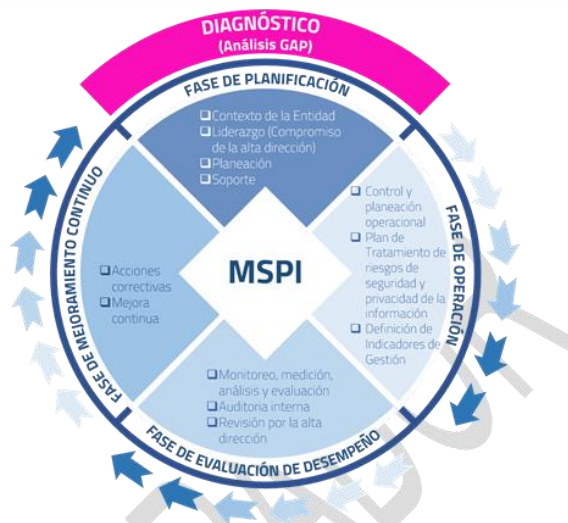 DIAGNÓSTICO
(Análisis GAP)
FASE DE PLANIFICACIÓN
❑Contexto de la Entidad
❑Liderazgo (Compromiso
de la alta dirección)
❑Planeación
❑Soporte
FASE DE OPERACIÓN
❑Control y
planeación
operacional
❑Plan de
Tratamiento de
riesgos de
seguridad y
privacidad de la
información
❑Definición de
Indicadores de
Gestión
MSPI
FASE DE MEJORAMIENTO CONTINUO
❑Acciones
correctivas
❑Mejora
continua
❑Monitoreo, medición,
análisis y evaluación
❑Auditoria interna
❑Revisión por la alta
dirección
FASE DE EVALUACIÓN DE DESEMPEÑO